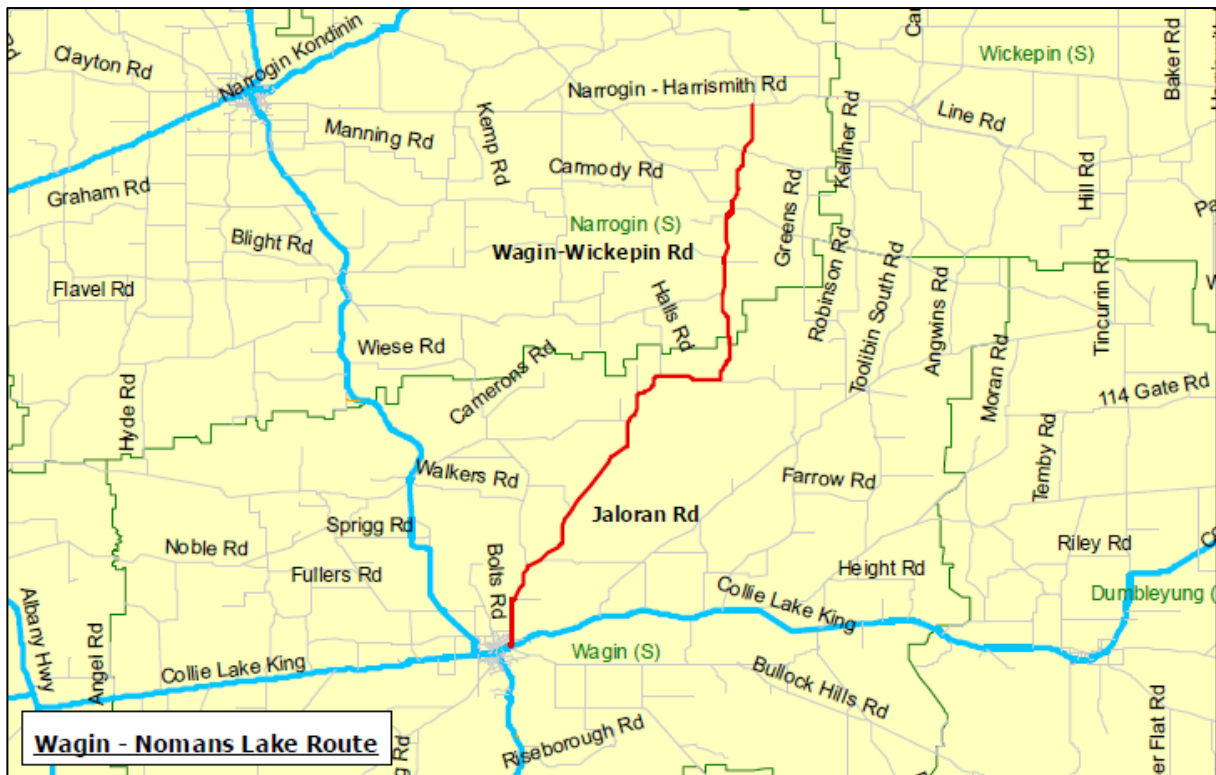 Clayton Rd
Narrogin Kondinin
Wickepin (S)
Baker Rd
Narrogin - Harrismith Rd
Line Rd
Manning Rd
Kemp Rd
Kelliher Rd
Carmody Rd
Hill Rd
Graham Rd
Greens Rd
Blight Rd
Narrogin (S)
Wagin-Wickepin Rd
Robinson Rd
Toolibin South Rd
Angwins Rd
Tincurrin Rd
Flavel Rd
Halls Rd
Wiese Rd
Camerons Rd
Moran Rd
114 Gate Rd
Hyde Rd
Temby Rd
Walkers Rd
Farrow Rd
Jaloran Rd
Sprigg Rd
Noble Rd
Bolts Rd
Riley Rd
Fullers Rd
Height Rd
Albany Hwy
Angel Rd
Collie Lake King
Dumbleyung (
Wagin (S)
Collie Lake King
Bullock Hills Rd
Riseborough Rd
er Flat Rd
g Rd
Wagin - Nomans Lake Route